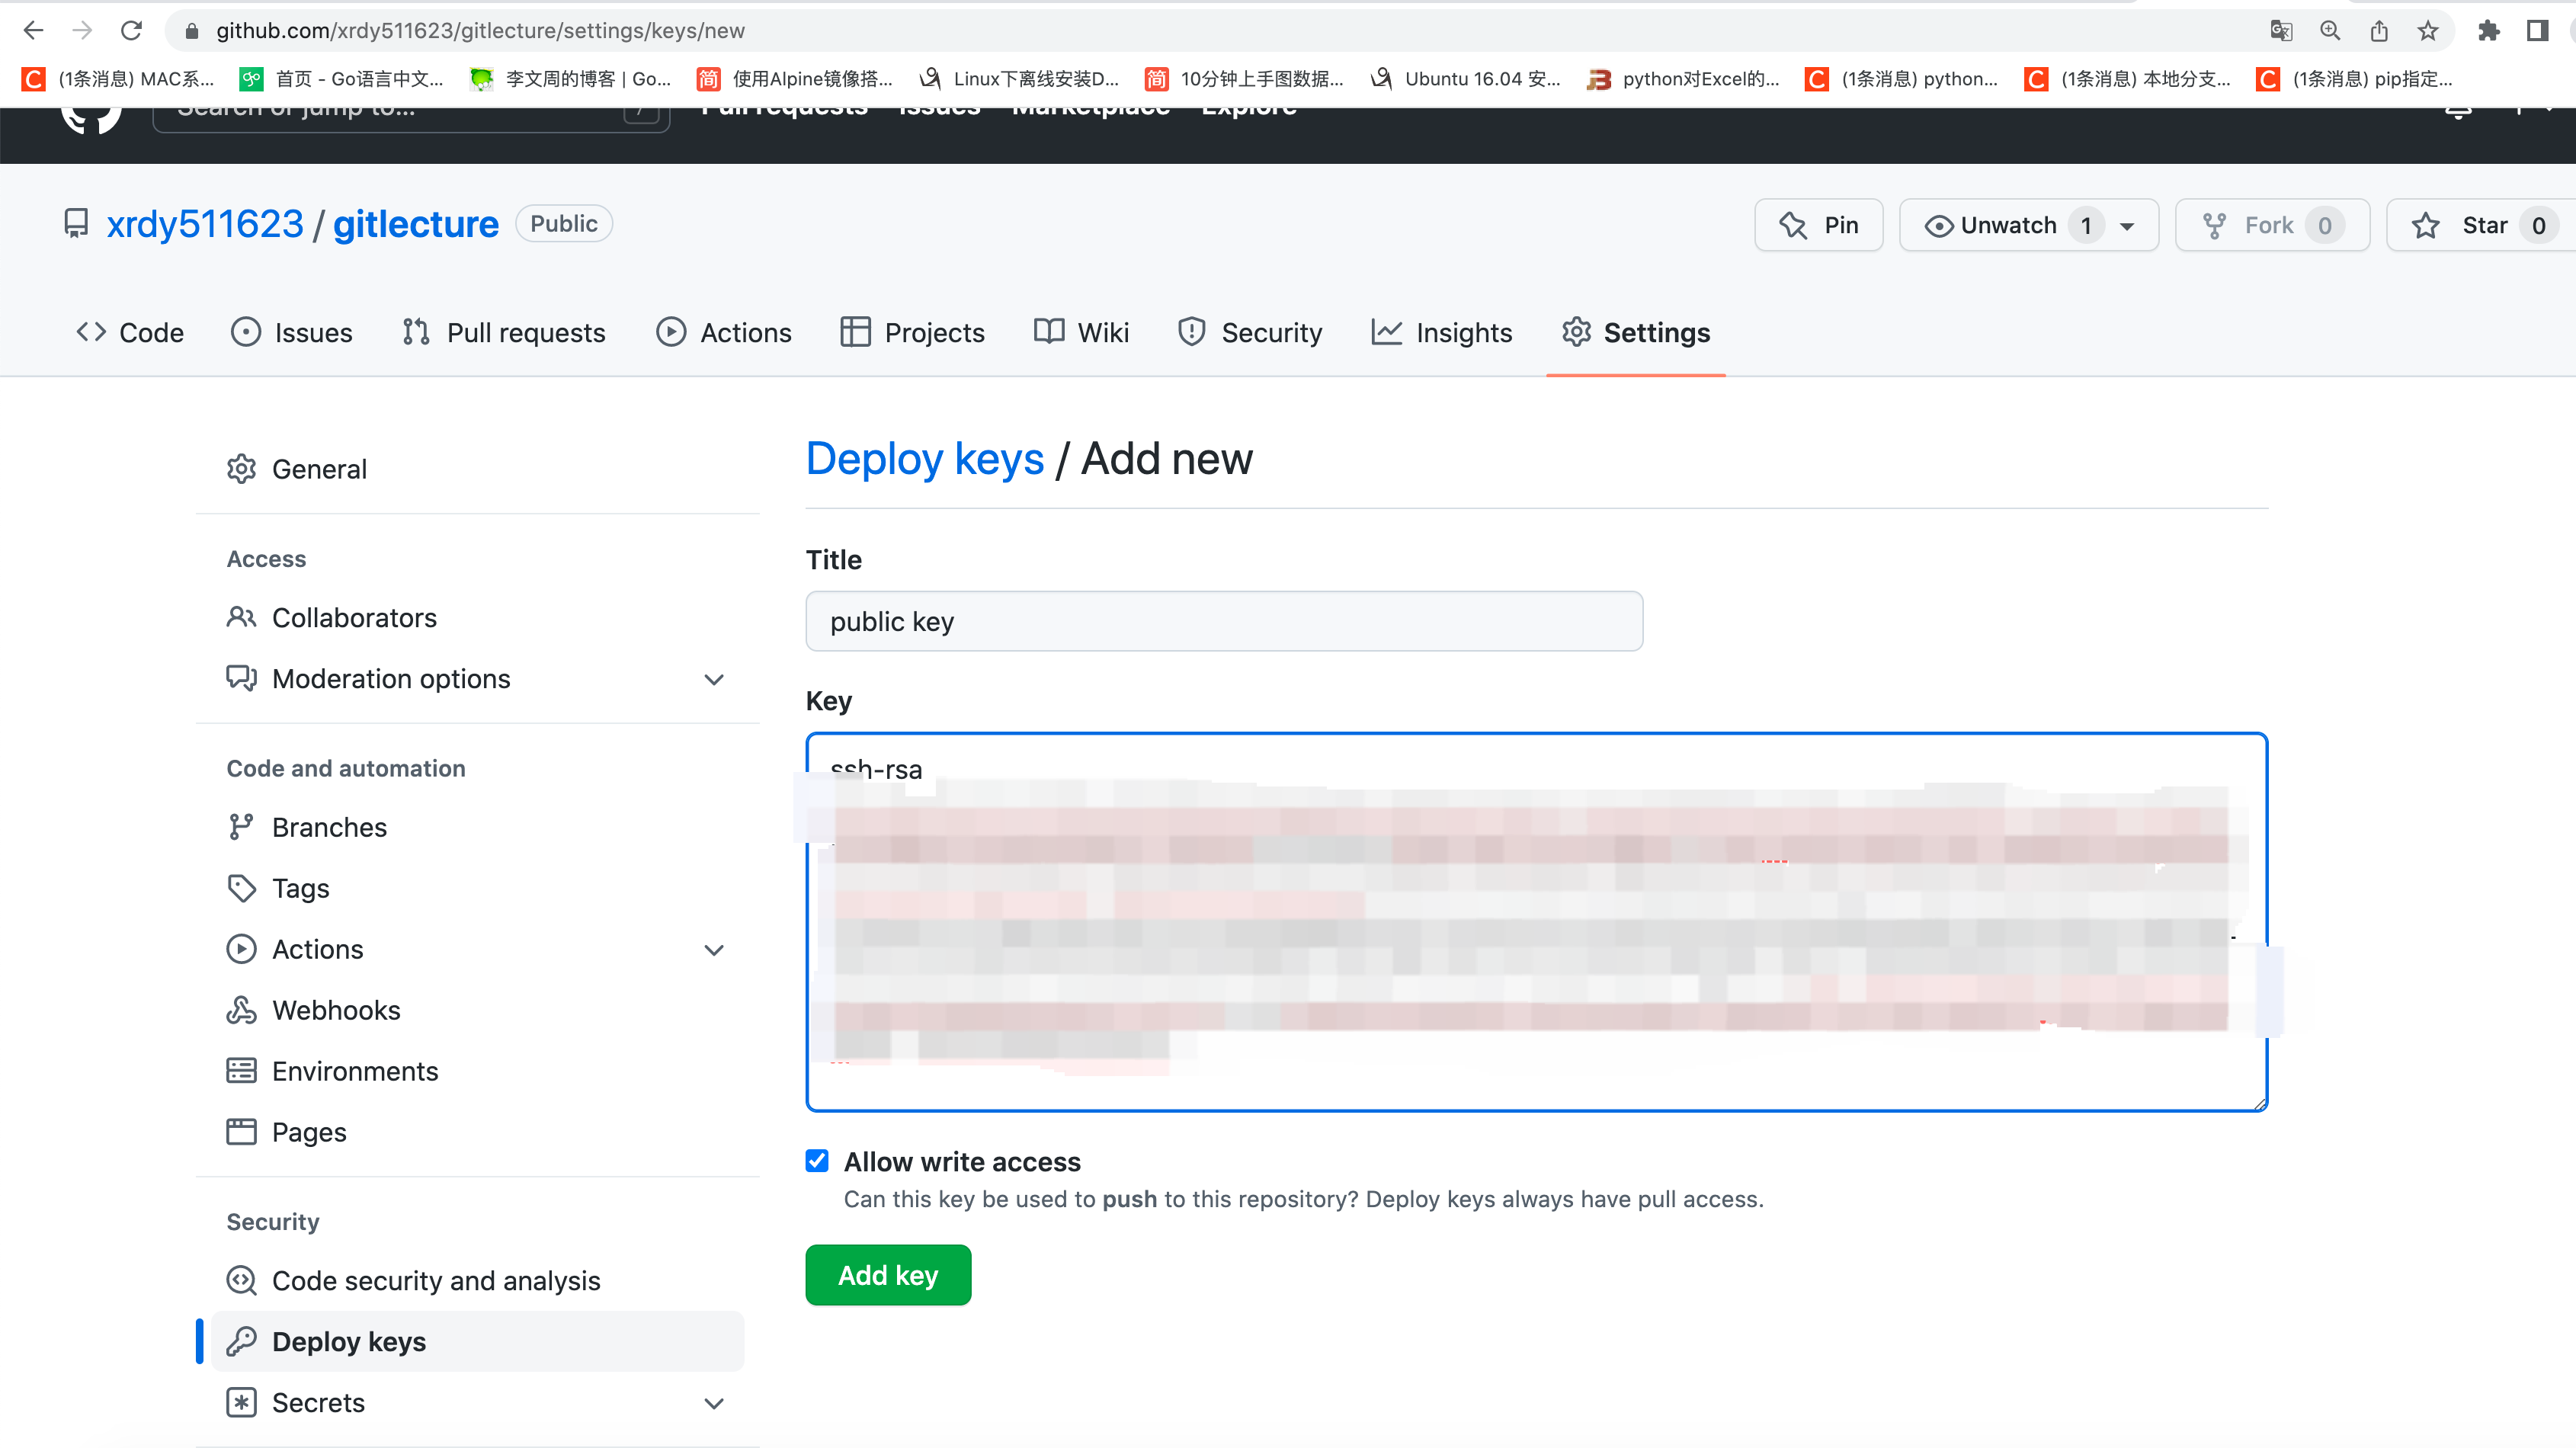 github.com/xrdy511623/gitlecture/settings/keys/new
(1条消息) MAC系... 首页 - Go语言中文... 李文周的博客 | Go... 使用Alpine镜像搭... Linux下离线安装D... 10分钟上手图数据... Ubuntu 16.04 安... python对Excel的... (1条消息) python... (1条消息) 本地分支... (1条消息) pip指定...
Search or jump to... / Pull requests Issues Marketplace Explore
xrdy511623 / gitlecture Public Pin Unwatch 1 Fork 0 Star 0
Code Issues Pull requests Actions Projects Wiki Security Insights Settings
General
Access
Collaborators
Moderation options
Code and automation
Branches
Tags
Actions
Webhooks
Environments
Pages
Security
Code security and analysis
Deploy keys
Secrets
Deploy keys / Add new
Title
public key
Key
ssh-rsa
Allow write access
Can this key be used to push to this repository? Deploy keys always have pull access.
Add key